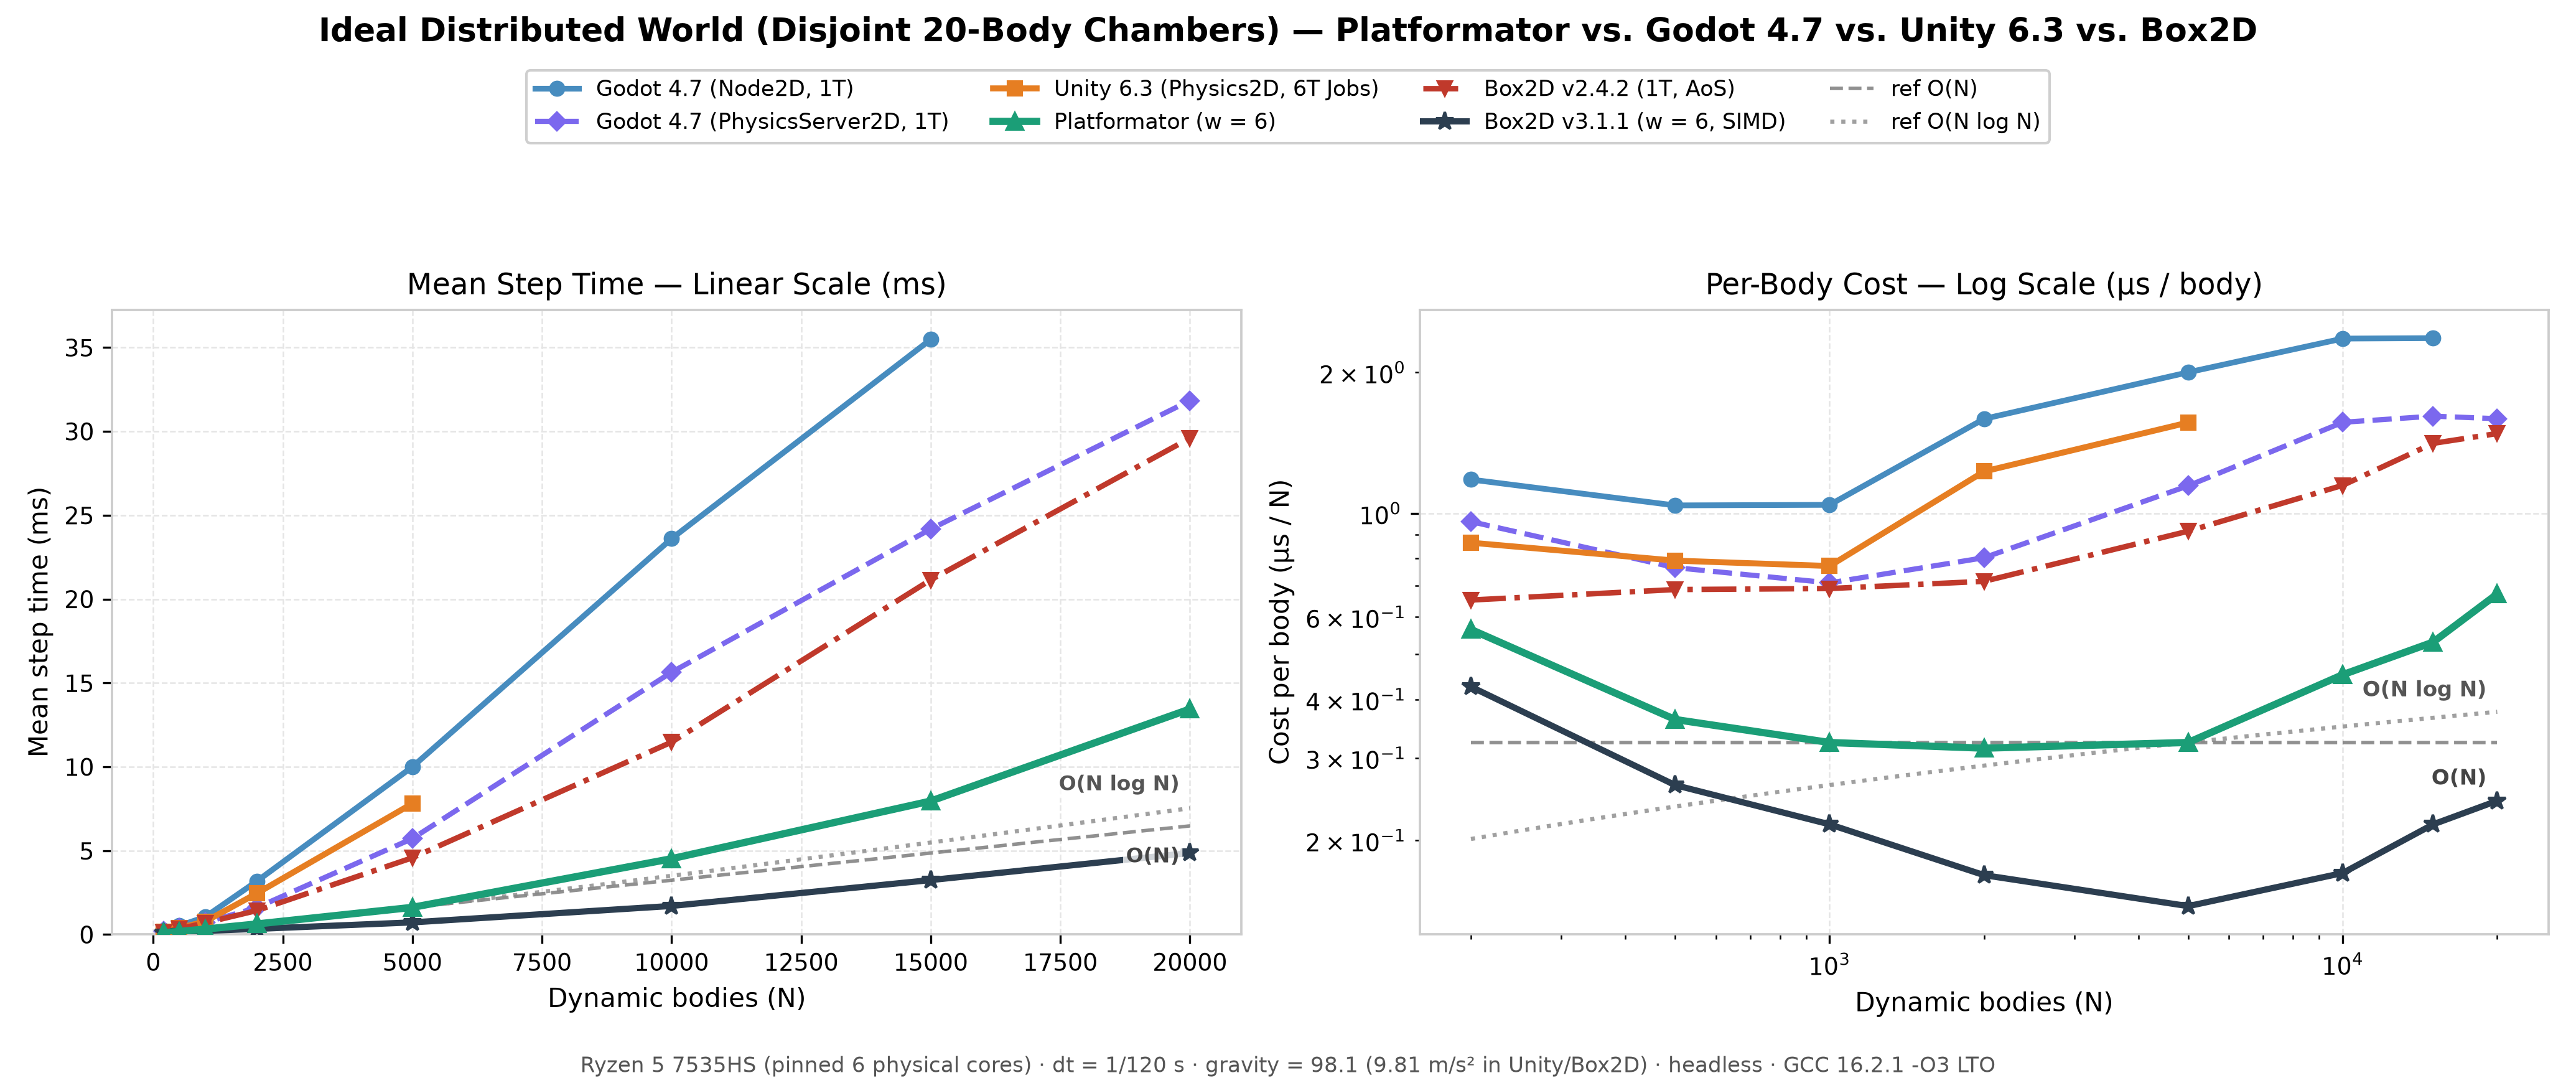 Ideal Distributed World (Disjoint 20-Body Chambers) — Platformator vs. Godot 4.7 vs. Unity 6.3 vs. Box2D
Godot 4.7 (Node2D, 1T)
Godot 4.7 (PhysicsServer2D, 1T)
Unity 6.3 (Physics2D, 6T Jobs)
Platformator (w = 6)
Box2D v2.4.2 (1T, AoS)
Box2D v3.1.1 (w = 6, SIMD)
ref O(N)
ref O(N log N)
Mean Step Time — Linear Scale (ms)
Mean step time (ms)
35
30
25
20
15
10
5
0
O(N log N)
O(N)
0 2500 5000 7500 10000 12500 15000 17500 20000
Dynamic bodies (N)
Per-Body Cost — Log Scale (µs / body)
Cost per body (µs / N)
2 × 10⁰
10⁰
6 × 10⁻¹
4 × 10⁻¹
3 × 10⁻¹
2 × 10⁻¹
O(N log N)
O(N)
10³ 10⁴
Dynamic bodies (N)
Ryzen 5 7535HS (pinned 6 physical cores) · dt = 1/120 s · gravity = 98.1 (9.81 m/s² in Unity/Box2D) · headless · GCC 16.2.1 -O3 LTO